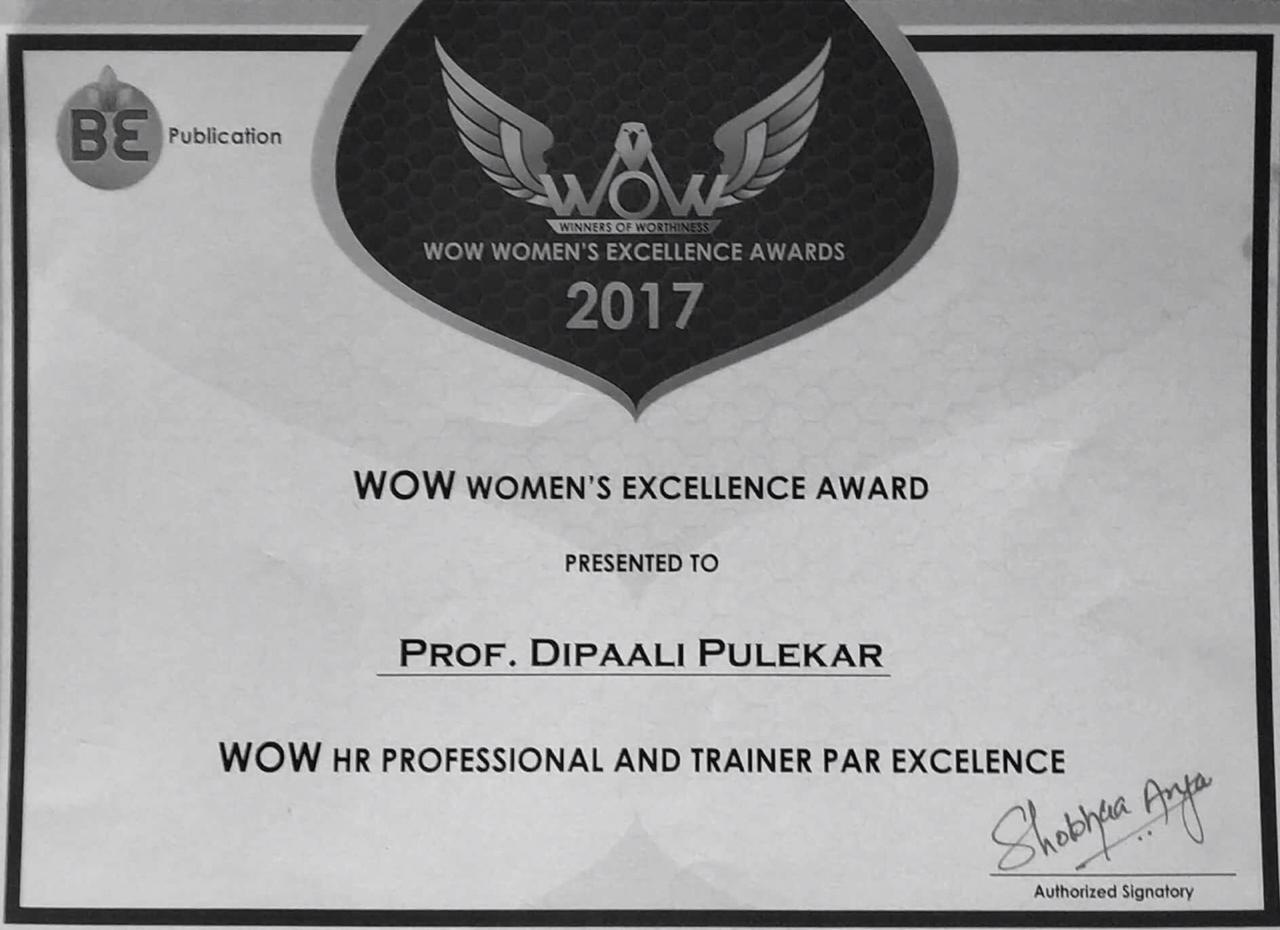 BE Publication
WOW
WINNERS OF WORTHINESS
WOW WOMEN'S EXCELLENCE AWARDS
2017
WOW WOMEN'S EXCELLENCE AWARD
PRESENTED TO
PROF. DIPAALI PULEKAR
WOW HR PROFESSIONAL AND TRAINER PAR EXCELENCE
Shobhaa Arya
Authorized Signatory